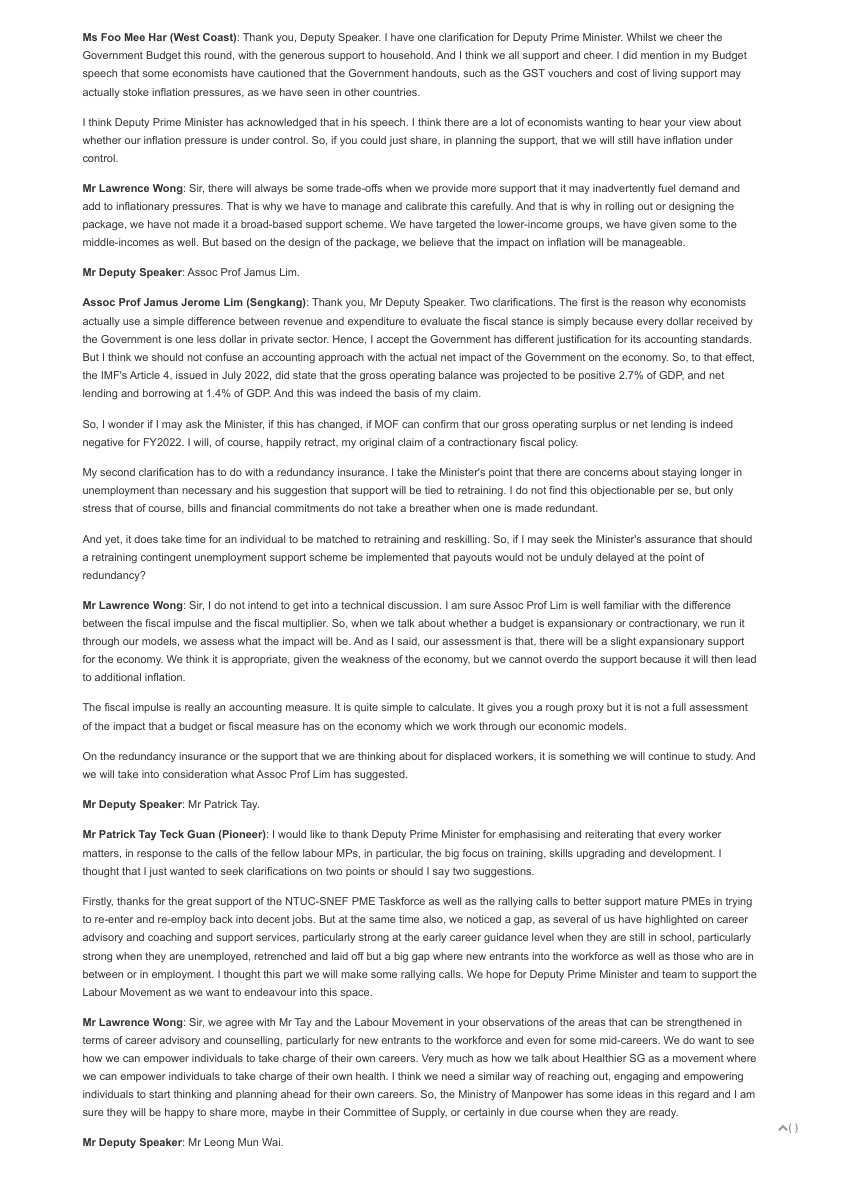 Ms Foo Mee Har (West Coast): Thank you, Deputy Speaker. I have one clarification for Deputy Prime Minister. Whilst we cheer the
Government Budget this round, with the generous support to household. And I think we all support and cheer. I did mention in my Budget
speech that some economists have cautioned that the Government handouts, such as the GST vouchers and cost of living support may
actually stoke inflation pressures, as we have seen in other countries.
I think Deputy Prime Minister has acknowledged that in his speech. I think there are a lot of economists wanting to hear your view about
whether our inflation pressure is under control. So, if you could just share, in planning the support, that we will still have inflation under
control.
Mr Lawrence Wong: Sir, there will always be some trade-offs when we provide more support that it may inadvertently fuel demand and
add to inflationary pressures. That is why we have to manage and calibrate this carefully. And that is why in rolling out or designing the
package, we have not made it a broad-based support scheme. We have targeted the lower-income groups, we have given some to the
middle-incomes as well. But based on the design of the package, we believe that the impact on inflation will be manageable.
Mr Deputy Speaker: Assoc Prof Jamus Lim.
Assoc Prof Jamus Jerome Lim (Sengkang): Thank you, Mr Deputy Speaker. Two clarifications. The first is the reason why economists
actually use a simple difference between revenue and expenditure to evaluate the fiscal stance is simply because every dollar received by
the Government is one less dollar in private sector. Hence, I accept the Government has different justification for its accounting standards.
But I think we should not confuse an accounting approach with the actual net impact of the Government on the economy. So, to that effect,
the IMF's Article 4, issued in July 2022, did state that the gross operating balance was projected to be positive 2.7% of GDP, and net
lending and borrowing at 1.4% of GDP. And this was indeed the basis of my claim.
So, I wonder if I may ask the Minister, if this has changed, if MOF can confirm that our gross operating surplus or net lending is indeed
negative for FY2022. I will, of course, happily retract, my original claim of a contractionary fiscal policy.
My second clarification has to do with a redundancy insurance. I take the Minister's point that there are concerns about staying longer in
unemployment than necessary and his suggestion that support will be tied to retraining. I do not find this objectionable per se, but only
stress that of course, bills and financial commitments do not take a breather when one is made redundant.
And yet, it does take time for an individual to be matched to retraining and reskilling. So, if I may seek the Minister's assurance that should
a retraining contingent unemployment support scheme be implemented that payouts would not be unduly delayed at the point of
redundancy?
Mr Lawrence Wong: Sir, I do not intend to get into a technical discussion. I am sure Assoc Prof Lim is well familiar with the difference
between the fiscal impulse and the fiscal multiplier. So, when we talk about whether a budget is expansionary or contractionary, we run it
through our models, we assess what the impact will be. And as I said, our assessment is that, there will be a slight expansionary support
for the economy. We think it is appropriate, given the weakness of the economy, but we cannot overdo the support because it will then lead
to additional inflation.
The fiscal impulse is really an accounting measure. It is quite simple to calculate. It gives you a rough proxy but it is not a full assessment
of the impact that a budget or fiscal measure has on the economy which we work through our economic models.
On the redundancy insurance or the support that we are thinking about for displaced workers, it is something we will continue to study. And
we will take into consideration what Assoc Prof Lim has suggested.
Mr Deputy Speaker: Mr Patrick Tay.
Mr Patrick Tay Teck Guan (Pioneer): I would like to thank Deputy Prime Minister for emphasising and reiterating that every worker
matters, in response to the calls of the fellow labour MPs, in particular, the big focus on training, skills upgrading and development. I
thought that I just wanted to seek clarifications on two points or should I say two suggestions.
Firstly, thanks for the great support of the NTUC-SNEF PME Taskforce as well as the rallying calls to better support mature PMEs in trying
to re-enter and re-employ back into decent jobs. But at the same time also, we noticed a gap, as several of us have highlighted on career
advisory and coaching and support services, particularly strong at the early career guidance level when they are still in school, particularly
strong when they are unemployed, retrenched and laid off but a big gap where new entrants into the workforce as well as those who are in
between or in employment. I thought this part we will make some rallying calls. We hope for Deputy Prime Minister and team to support the
Labour Movement as we want to endeavour into this space.
Mr Lawrence Wong: Sir, we agree with Mr Tay and the Labour Movement in your observations of the areas that can be strengthened in
terms of career advisory and counselling, particularly for new entrants to the workforce and even for some mid-careers. We do want to see
how we can empower individuals to take charge of their own careers. Very much as how we talk about Healthier SG as a movement where
we can empower individuals to take charge of their own health. I think we need a similar way of reaching out, engaging and empowering
individuals to start thinking and planning ahead for their own careers. So, the Ministry of Manpower has some ideas in this regard and I am
sure they will be happy to share more, maybe in their Committee of Supply, or certainly in due course when they are ready.
( )
Mr Deputy Speaker: Mr Leong Mun Wai.